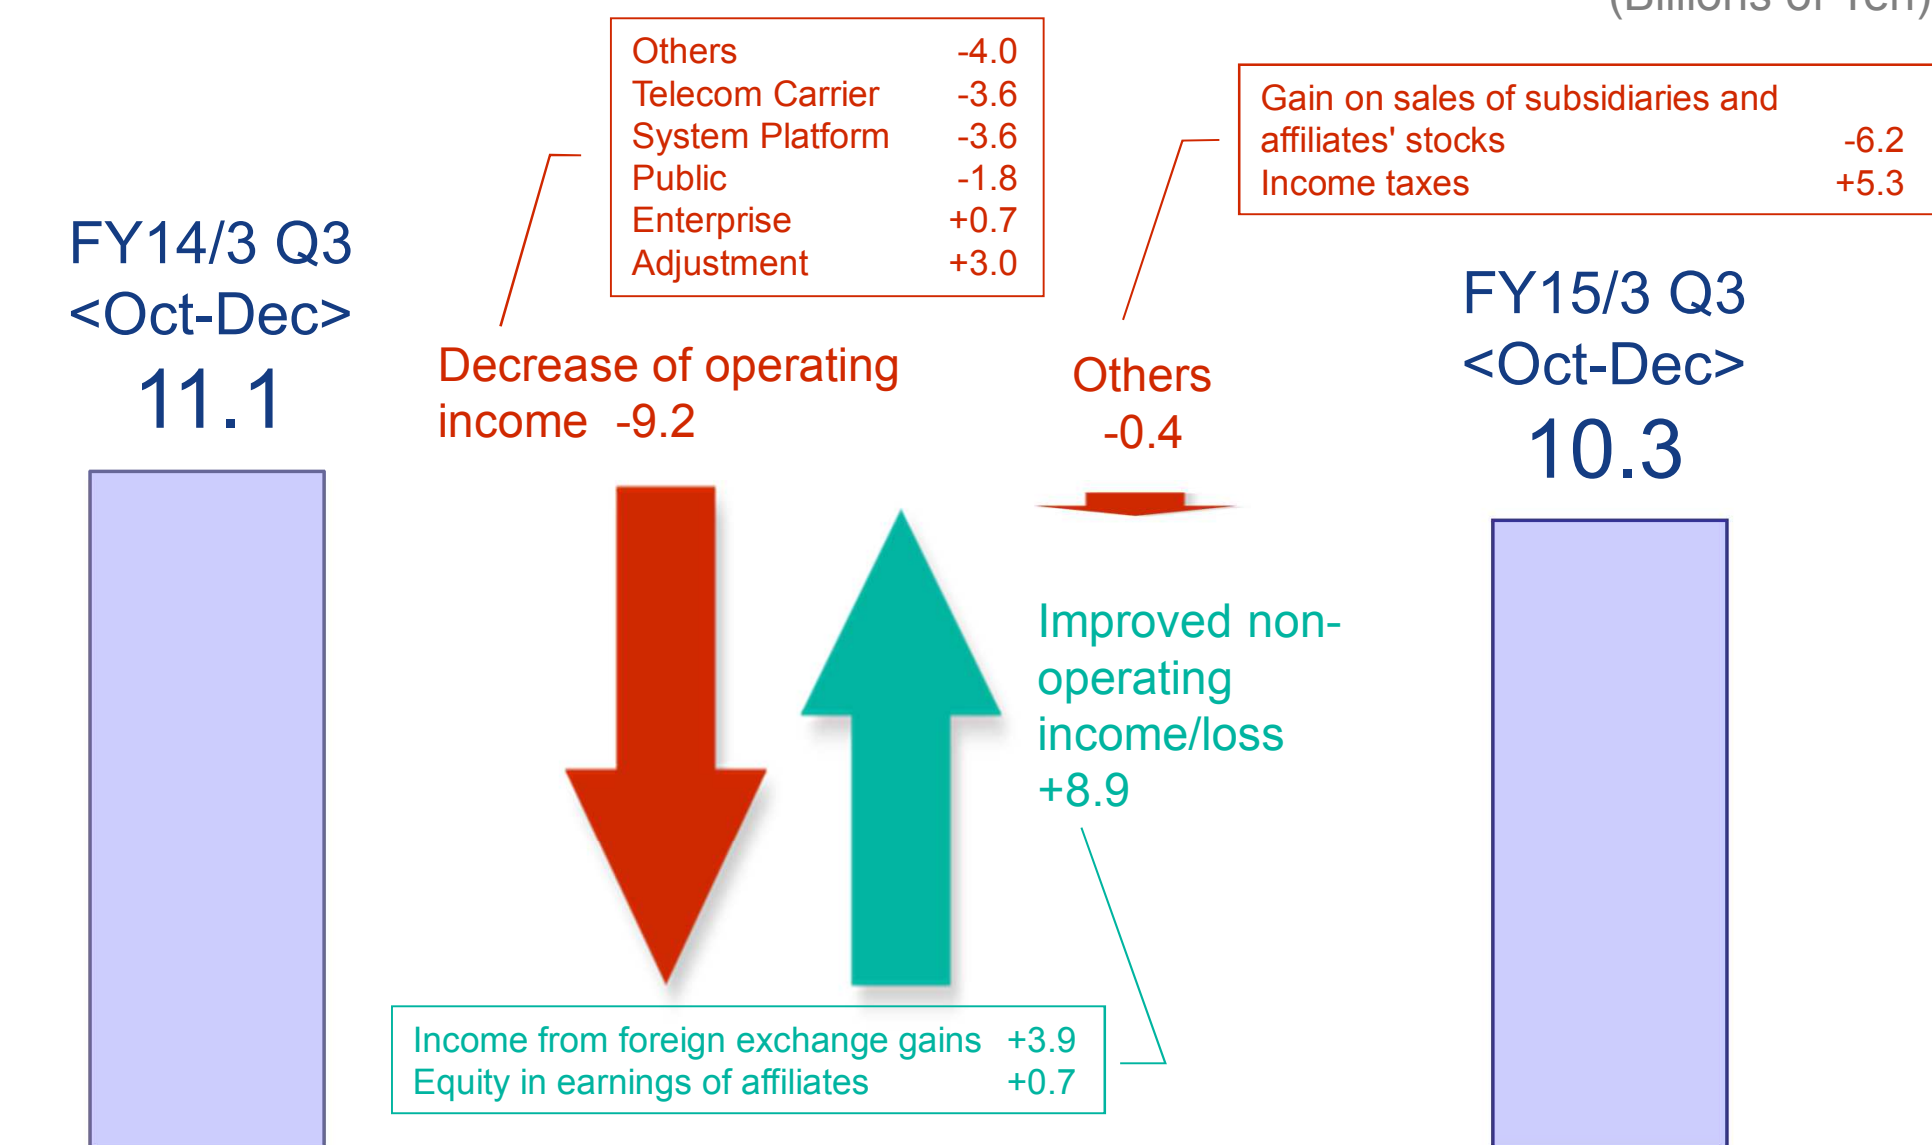 (Billions of Yen)
Others -4.0
Telecom Carrier -3.6
System Platform -3.6
Public -1.8
Enterprise +0.7
Adjustment +3.0
Gain on sales of subsidiaries and
affiliates' stocks -6.2
Income taxes +5.3
FY14/3 Q3
<Oct-Dec>
11.1
Decrease of operating
income -9.2
Others
-0.4
FY15/3 Q3
<Oct-Dec>
10.3
Improved non-
operating
income/loss
+8.9
Income from foreign exchange gains +3.9
Equity in earnings of affiliates +0.7